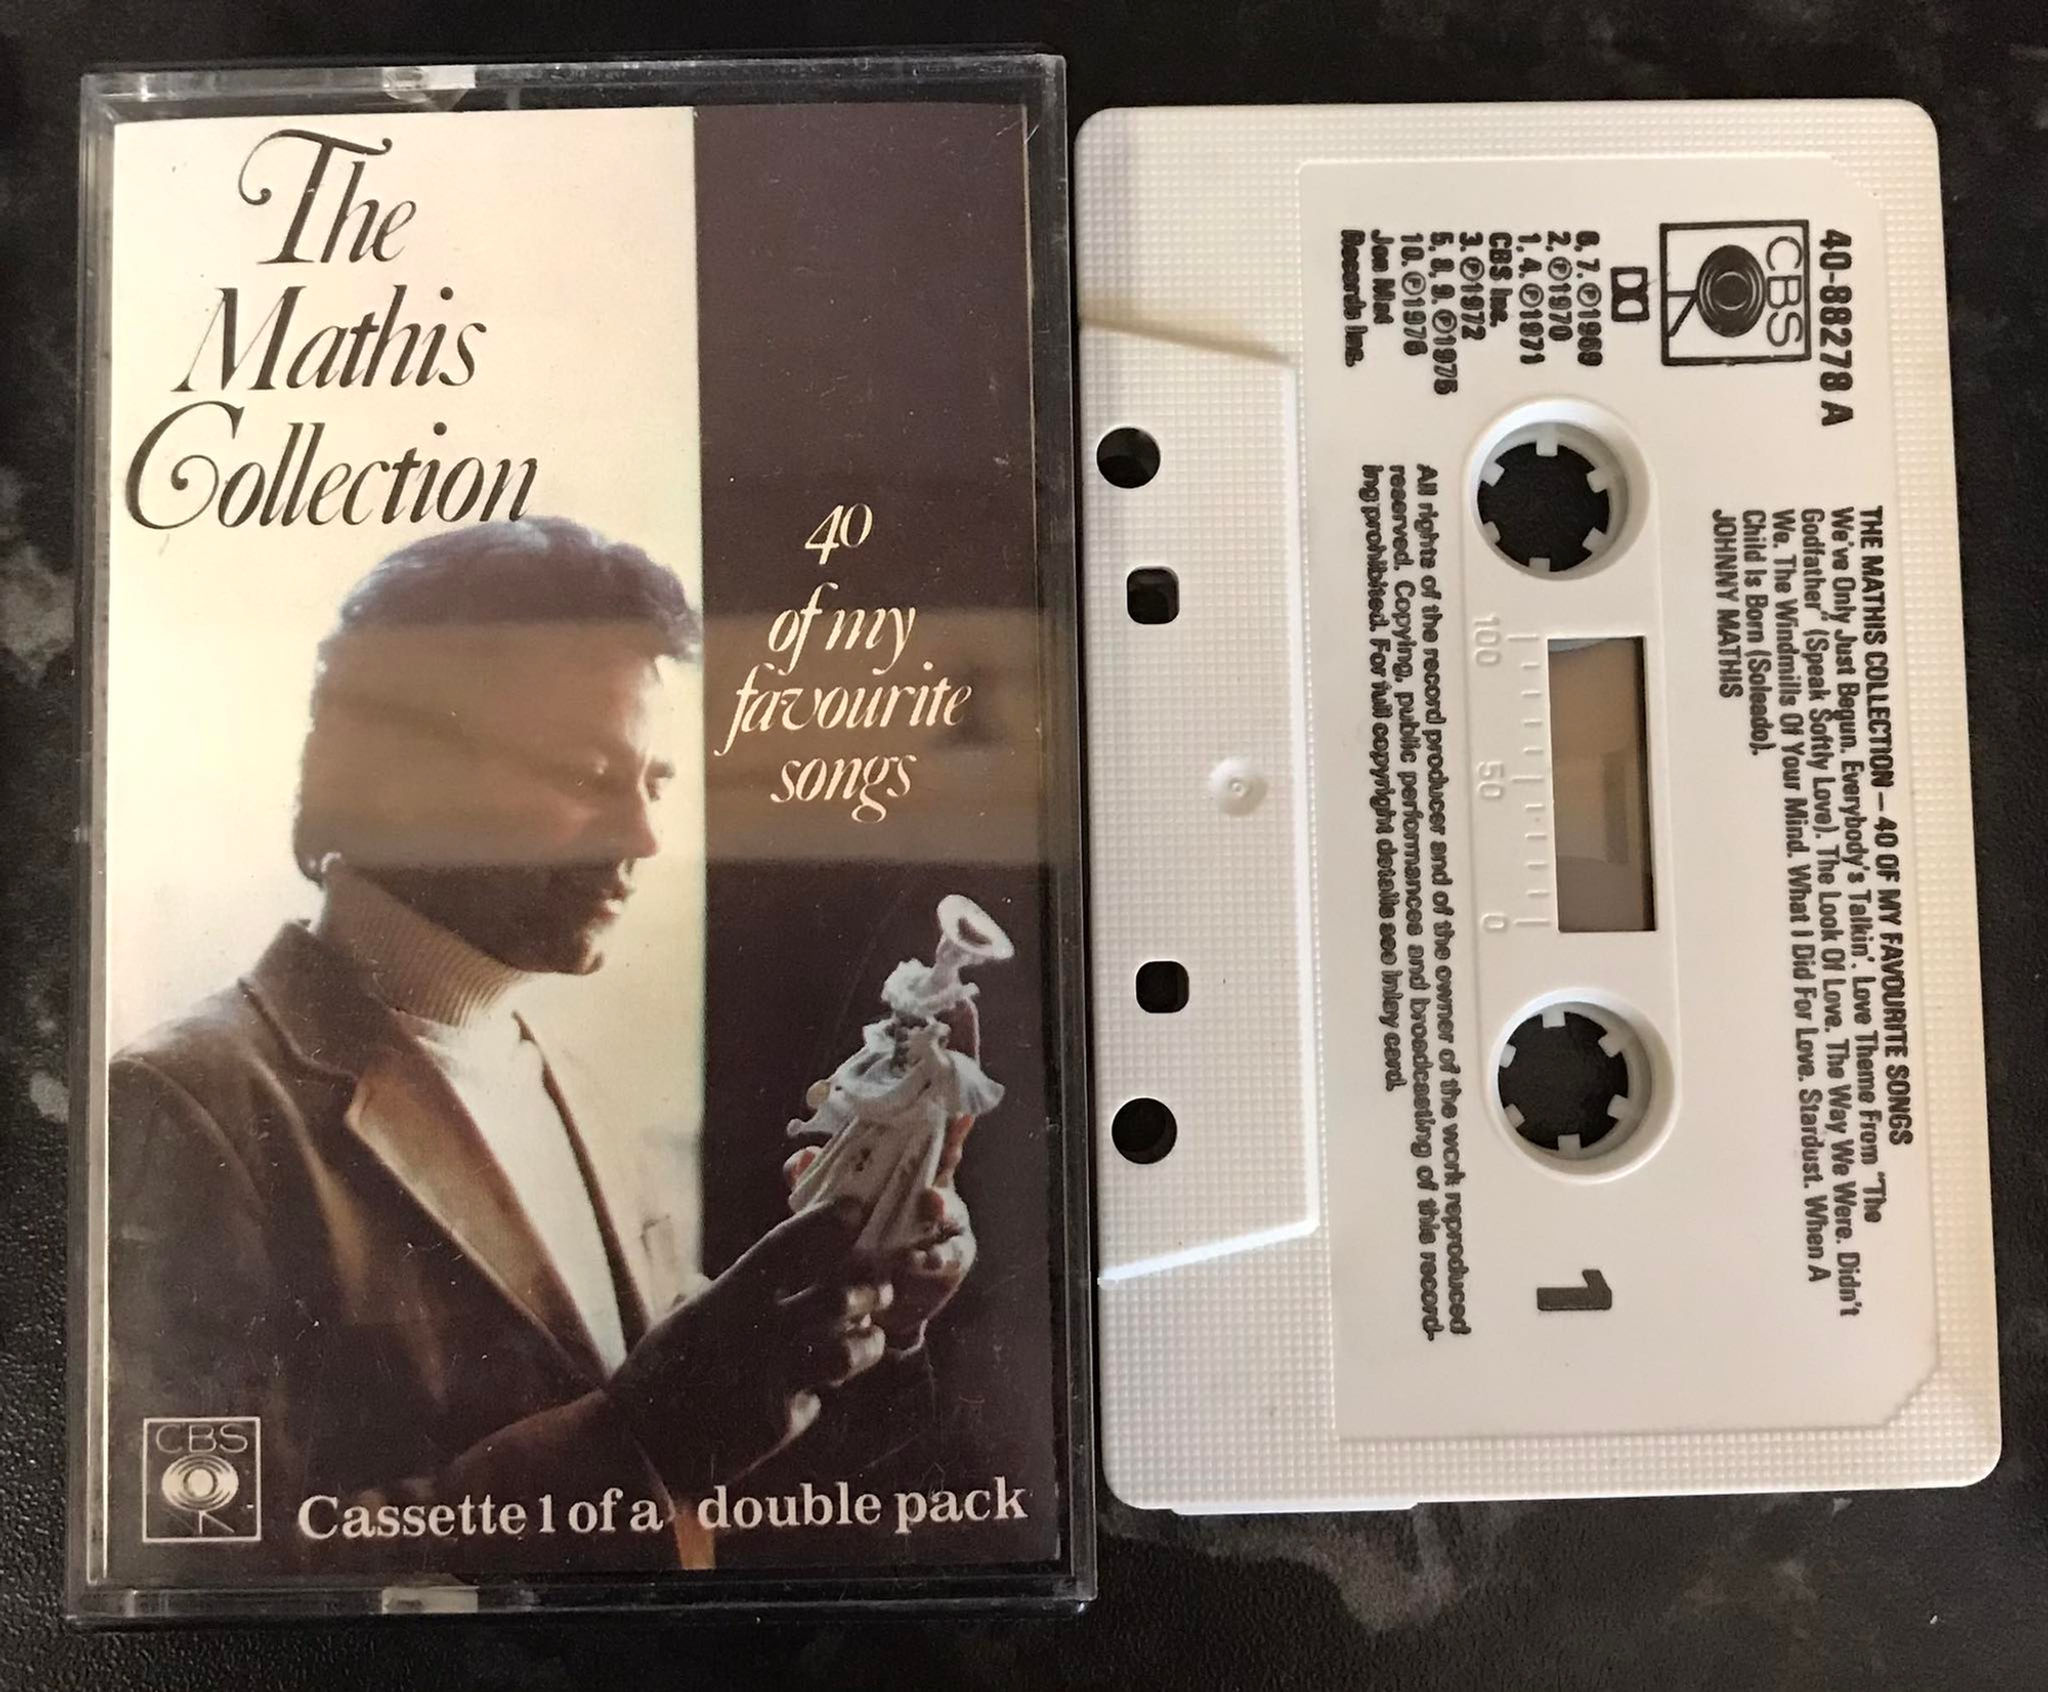 The
Mathis
Collection
40
of my
favourite
songs
CBS
Cassette 1 of a double pack
40-88278 A
CBS
6, 7. ℗1969
2. ℗1970
1, 4. ℗1971
CBS Inc.
3. ℗1972
5, 8, 9. ℗1975
10. ℗1976
Jon Mat
Records Inc.
THE MATHIS COLLECTION – 40 OF MY FAVOURITE SONGS
We've Only Just Begun. Everybody's Talkin'. Love Theme From "The
Godfather" (Speak Softly Love). The Look Of Love. The Way We Were. Didn't
We. The Windmills Of Your Mind. What I Did For Love. Stardust. When A
Child Is Born (Soleado).
JOHNNY MATHIS
100 50 0
1
All rights of the record producer and of the owner of the work reproduced
reserved. Copying, public performances and broadcasting of this record-
ing prohibited. For full copyright details see inlay card.